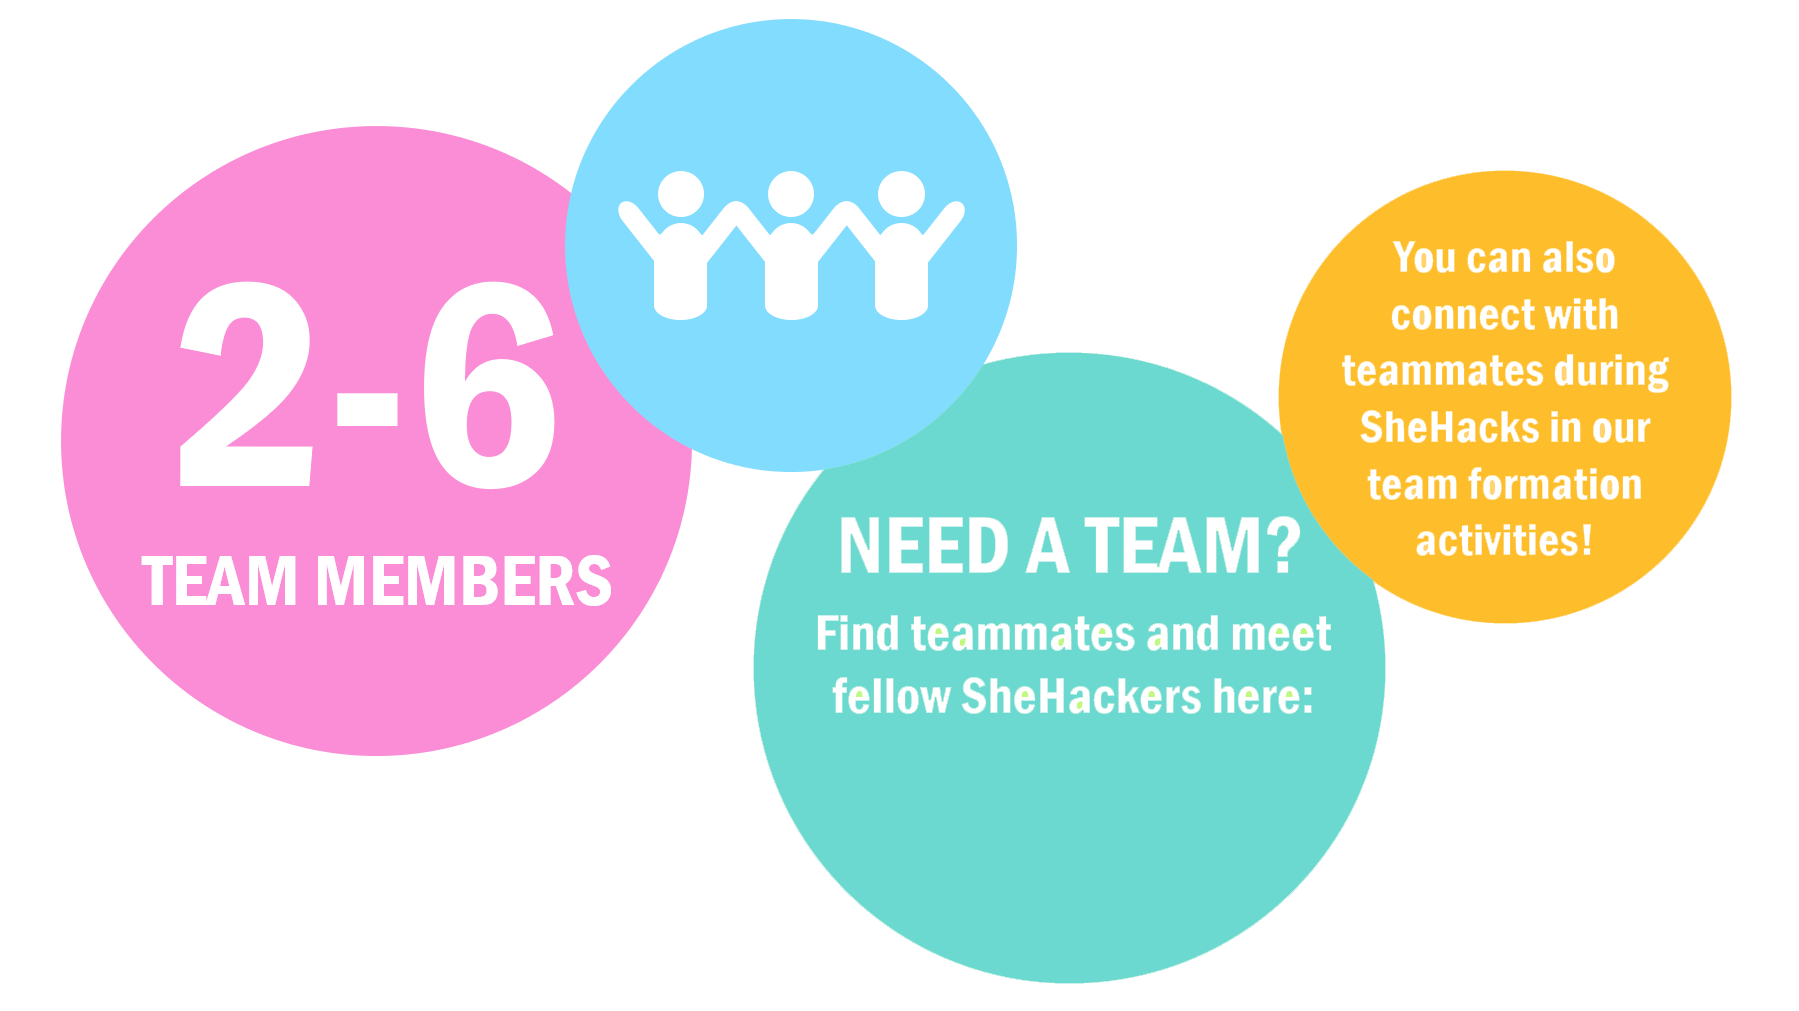 2-6
TEAM MEMBERS
NEED A TEAM?
Find teammates and meet
fellow SheHackers here:
You can also
connect with
teammates during
SheHacks in our
team formation
activities!